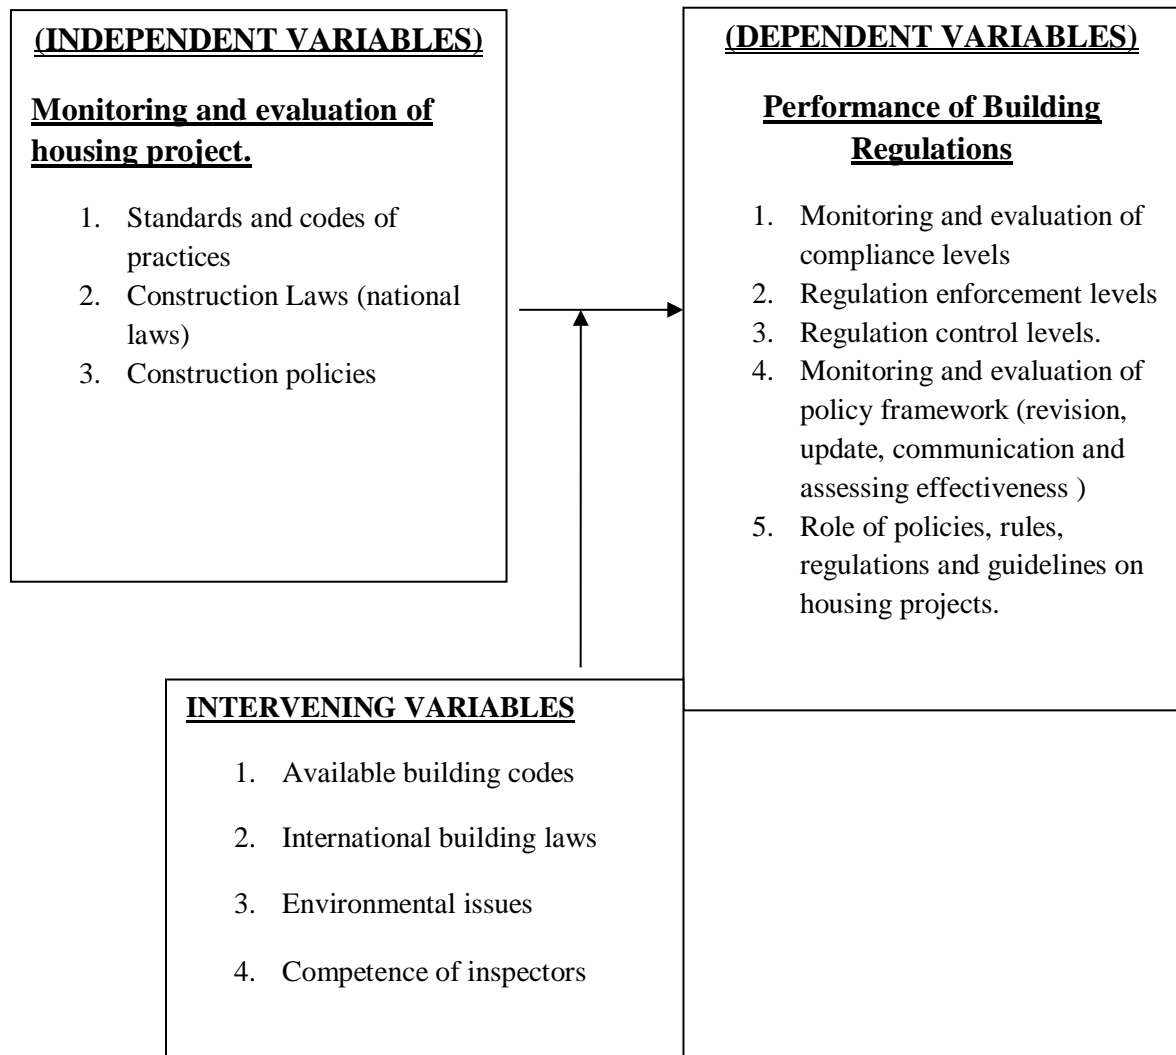 (INDEPENDENT VARIABLES)
Monitoring and evaluation of
housing project.
1. Standards and codes of
practices
2. Construction Laws (national
laws)
3. Construction policies
(DEPENDENT VARIABLES)
Performance of Building
Regulations
1. Monitoring and evaluation of
compliance levels
2. Regulation enforcement levels
3. Regulation control levels.
4. Monitoring and evaluation of
policy framework (revision,
update, communication and
assessing effectiveness )
5. Role of policies, rules,
regulations and guidelines on
housing projects.
INTERVENING VARIABLES
1. Available building codes
2. International building laws
3. Environmental issues
4. Competence of inspectors